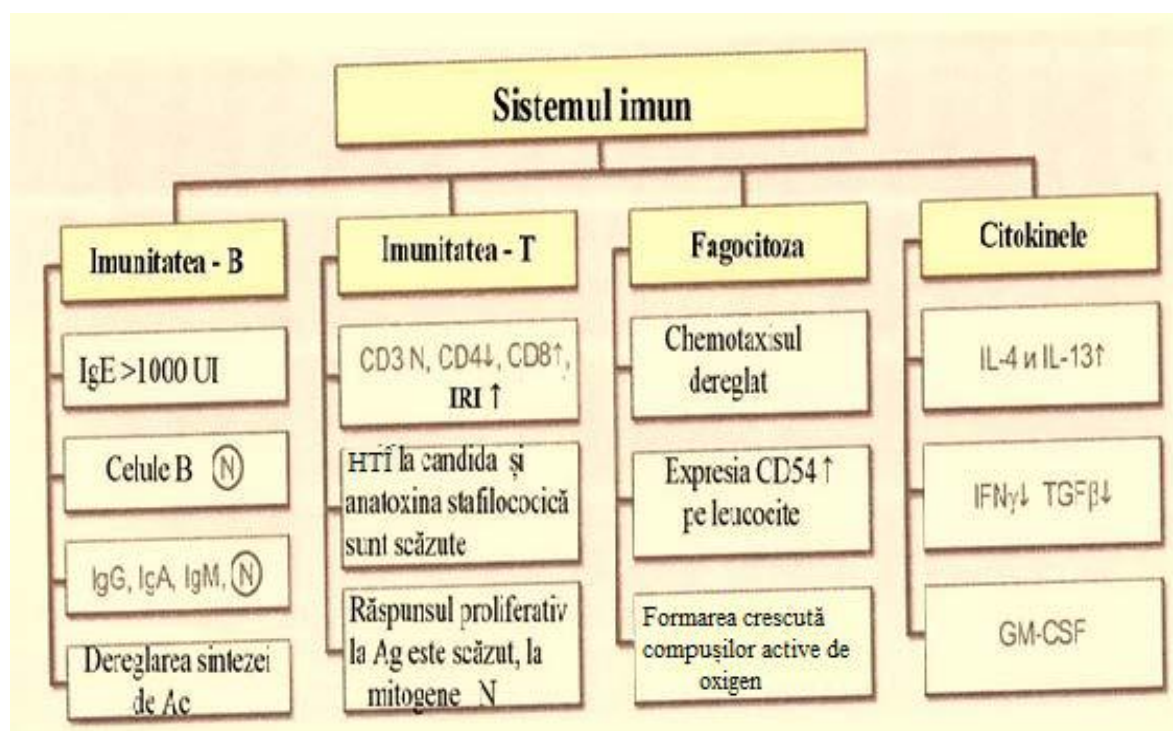 Sistemul imun
Imunitatea - B
IgE >1000 UI
Celule B Ⓝ
IgG, IgA, IgM, Ⓝ
Dereglarea sintezei
de Ac
Imunitatea - T
CD3 N, CD4↓, CD8↑,
IRI ↑
HTÎ la candida și
anatoxina stafilococică
sunt scăzute
Răspunsul proliferativ
la Ag este scăzut, la
mitogene N
Fagocitoza
Chemotaxisul
dereglat
Expresia CD54 ↑
pe leucocite
Formarea crescută
compușilor active de
oxigen
Citokinele
IL-4 и IL-13↑
IFNγ↓ TGFβ↓
GM-CSF